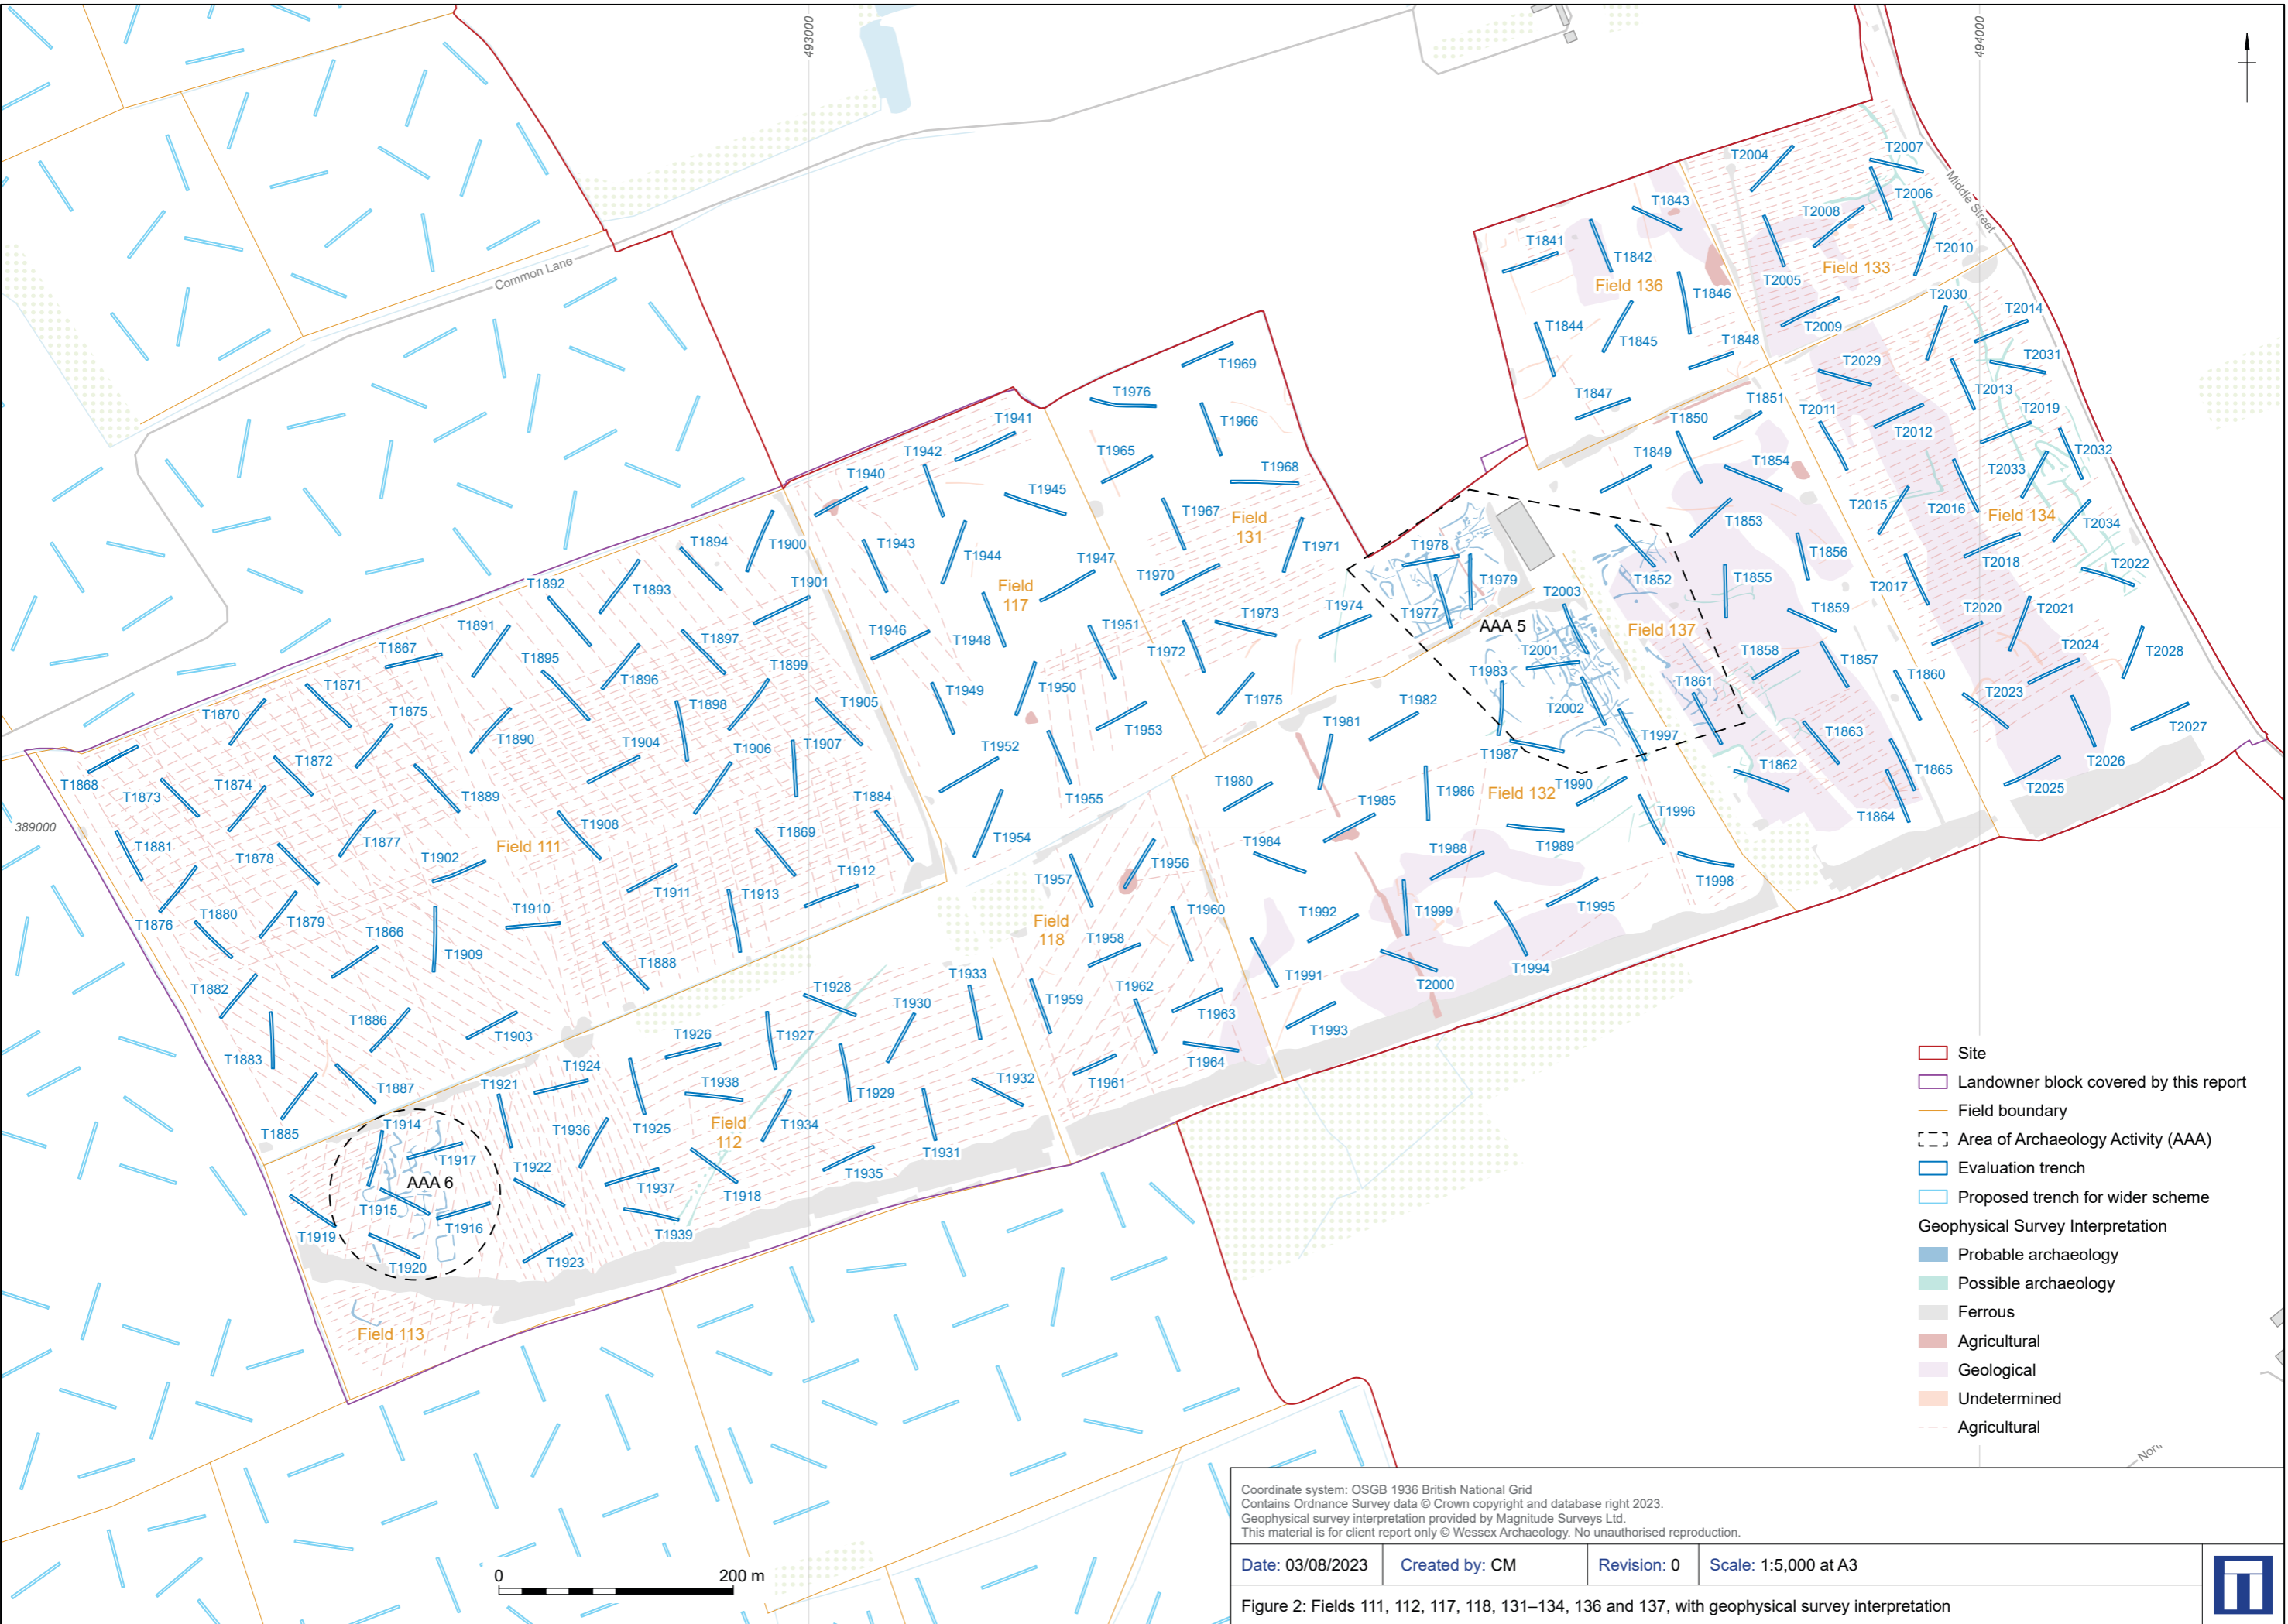 493000
494000
Common Lane
Middle Street
T2004
T2007
T2006
T2008
T2010
T2005
Field 133
T2009
T1843
T1841
T1842
Field 136
T1846
T1844
T1845
T1848
T1847
T2030
T2014
T2031
T2029
T2013
T2019
T2011
T2012
T2032
T2033
T2015
T2016
Field 134
T2034
T2018
T2022
T2017
T2020
T2021
T2024
T2028
T2023
T2027
T2026
T2025
T1851
T1850
T1849
T1854
T1853
T1856
T1852
T1855
T1859
Field 137
T1858
T1857
T1860
T1861
T1863
T1862
T1865
T1864
T1969
T1976
T1966
T1965
T1968
T1967
Field
131
T1971
T1970
T1973
T1974
T1972
T1975
T1978
T1979
T1977
T2003
AAA 5
T2001
T1983
T2002
T1982
T1981
T1997
T1987
T1980
T1986
Field 132
T1990
T1985
T1996
T1984
T1988
T1989
T1998
T1992
T1999
T1995
T1991
T1994
T2000
T1993
T1941
T1942
T1940
T1945
T1943
T1944
T1947
Field
117
T1946
T1948
T1951
T1949
T1950
T1953
T1952
T1955
T1954
T1956
T1957
Field
118
T1960
T1958
T1959
T1962
T1963
T1964
T1961
T1894
T1900
T1892
T1893
T1901
T1891
T1867
T1895
T1897
T1896
T1899
T1871
T1870
T1875
T1898
T1905
T1890
T1904
T1906
T1907
T1868
T1873
T1874
T1872
T1889
T1884
389000
T1881
T1878
T1877
T1902
Field 111
T1908
T1869
T1912
T1911
T1913
T1876
T1880
T1879
T1866
T1910
T1909
T1888
T1882
T1886
T1903
T1883
T1887
T1885
T1933
T1928
T1930
T1926
T1927
T1924
T1921
T1938
T1929
T1932
T1914
T1936
T1925
Field
112
T1934
T1931
T1917
T1922
T1935
AAA 6
T1937
T1918
T1915
T1916
T1919
T1939
T1920
T1923
Field 113
Site
Landowner block covered by this report
Field boundary
Area of Archaeology Activity (AAA)
Evaluation trench
Proposed trench for wider scheme
Geophysical Survey Interpretation
Probable archaeology
Possible archaeology
Ferrous
Agricultural
Geological
Undetermined
Agricultural
0 200 m
Coordinate system: OSGB 1936 British National Grid
Contains Ordnance Survey data © Crown copyright and database right 2023.
Geophysical survey interpretation provided by Magnitude Surveys Ltd.
This material is for client report only © Wessex Archaeology. No unauthorised reproduction.
Date: 03/08/2023 Created by: CM Revision: 0 Scale: 1:5,000 at A3
Figure 2: Fields 111, 112, 117, 118, 131–134, 136 and 137, with geophysical survey interpretation